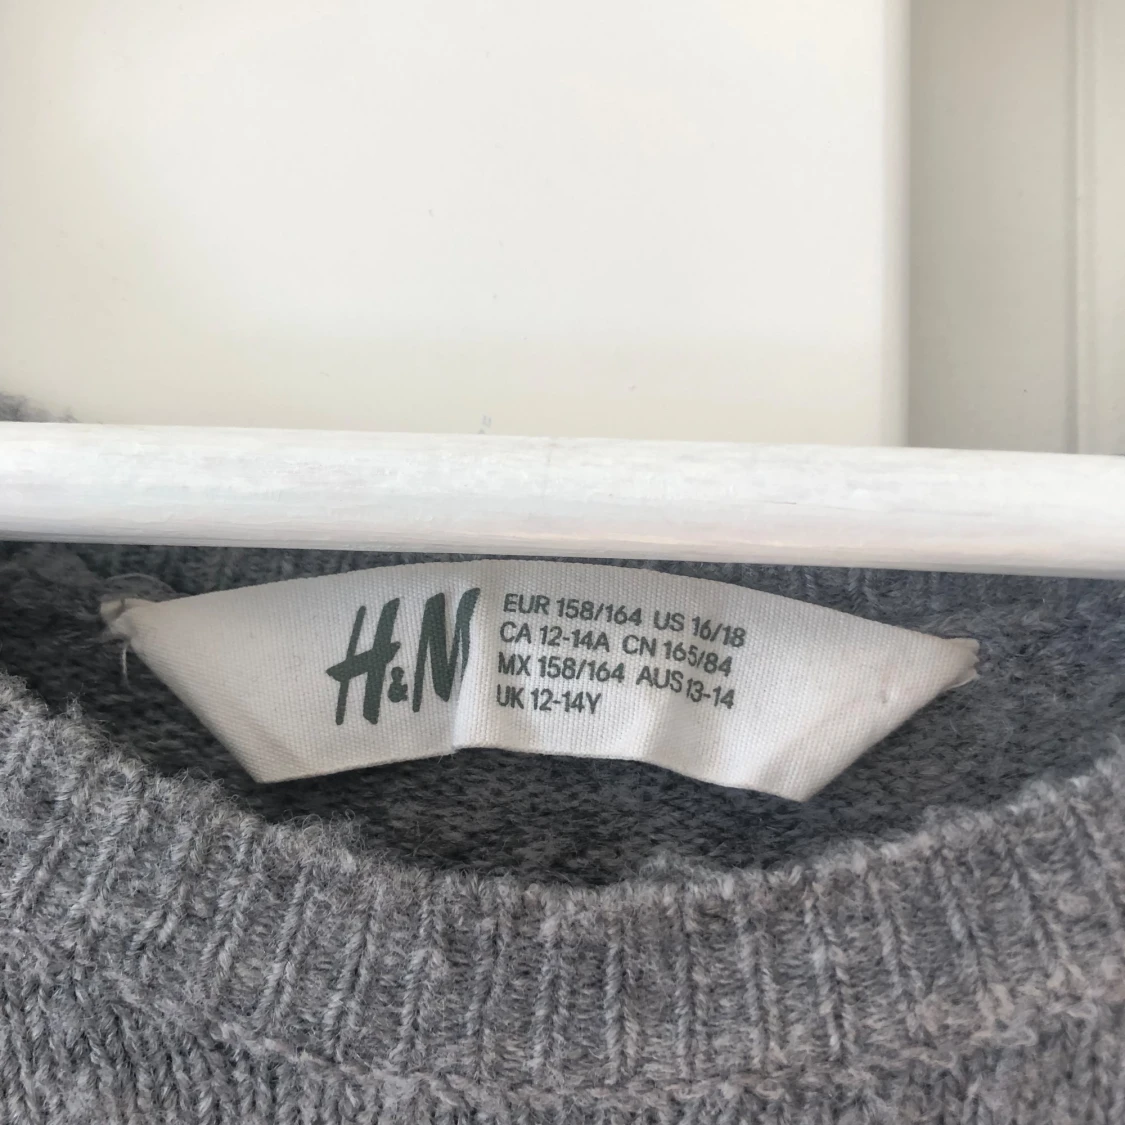 H&M
EUR 158/164 US 16/18
CA 12-14A CN 165/84
MX 158/164 AUS 13-14
UK 12-14Y